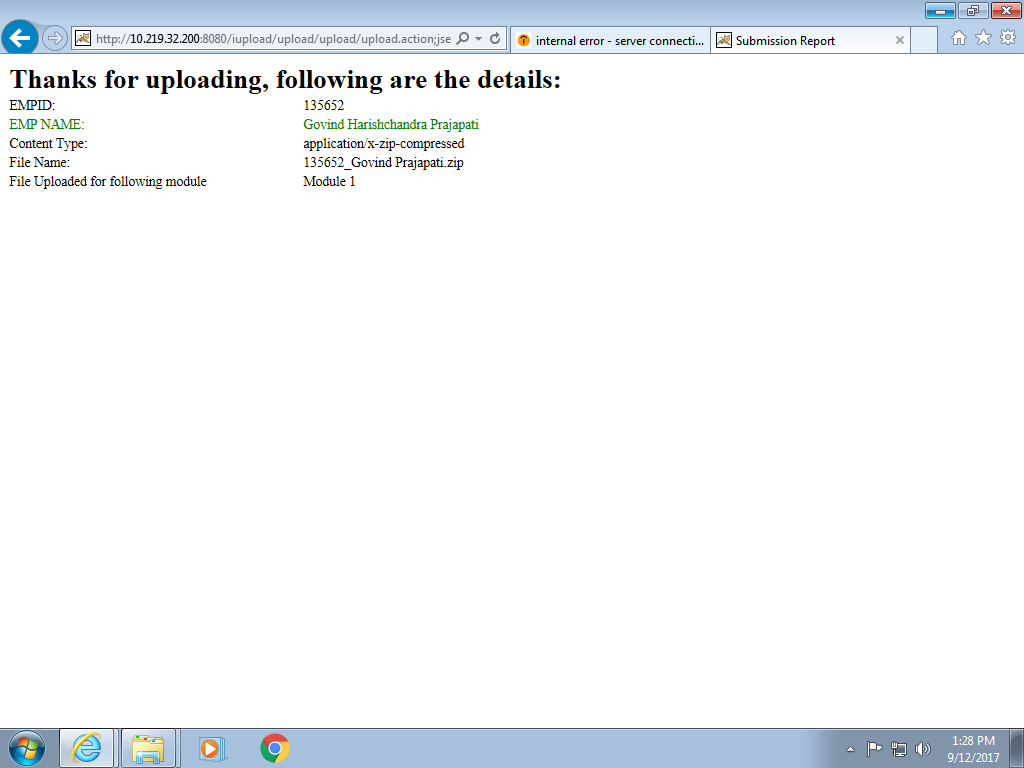 http://10.219.32.200:8080/iupload/upload/upload/upload.action;jse
internal error - server connecti...
Submission Report
Thanks for uploading, following are the details:
EMPID: 135652
EMP NAME: Govind Harishchandra Prajapati
Content Type: application/x-zip-compressed
File Name: 135652_Govind Prajapati.zip
File Uploaded for following module Module 1
1:28 PM
9/12/2017